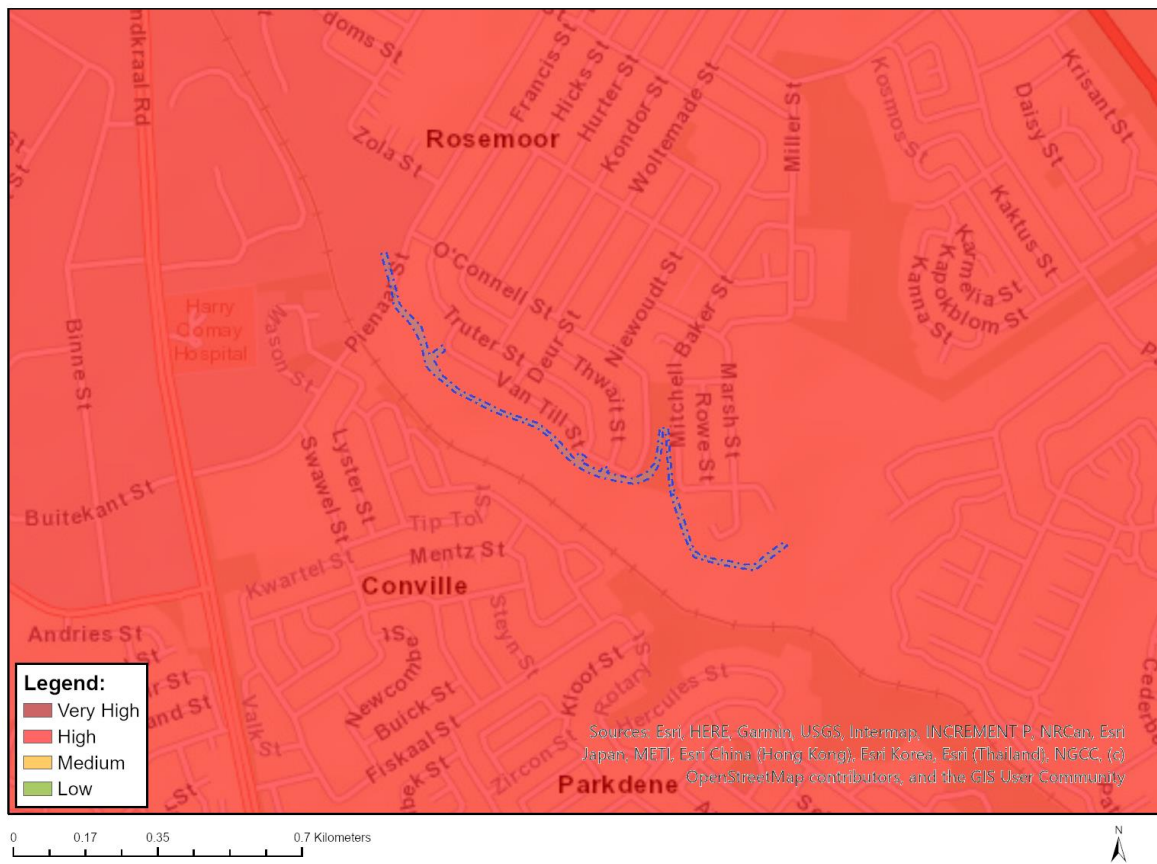 ndkraal Rd
doms St
Francis St
Hicks St
Hurter St
Kondor St
Woltemade St
Miller St
Kosmos St
Krisant St
Daisy St
Rosemoor
Zola St
St
St
Kaktus St
Karmelia St
Kapokblom St
Kanna St
O'Connell St
Pienaar St
Niewoudt St
Mitchell Baker St
Harry
Comay
Hospital
Mason St
Binne St
Truter St
Deur St
Thwait St
Van Till St
Marsh St
Rowe St
Lyster St
Swawel St
Buitekant St
Tip Tol St
Mentz St
Kwartel St
Conville
Andries St
Steyn St
Newcombe
Buick St
Kloof St
Rotary St
Hercules St
and St
Valk St
Fiskaal St
Zircon St
bek St
Parkdene
Legend:
Very High
High
Medium
Low
Sources: Esri, HERE, Garmin, USGS, Intermap, INCREMENT P, NRCan, Esri
Japan, METI, Esri China (Hong Kong), Esri Korea, Esri (Thailand), NGCC, (c)
OpenStreetMap contributors, and the GIS User Community
0 0.17 0.35 0.7 Kilometers
N